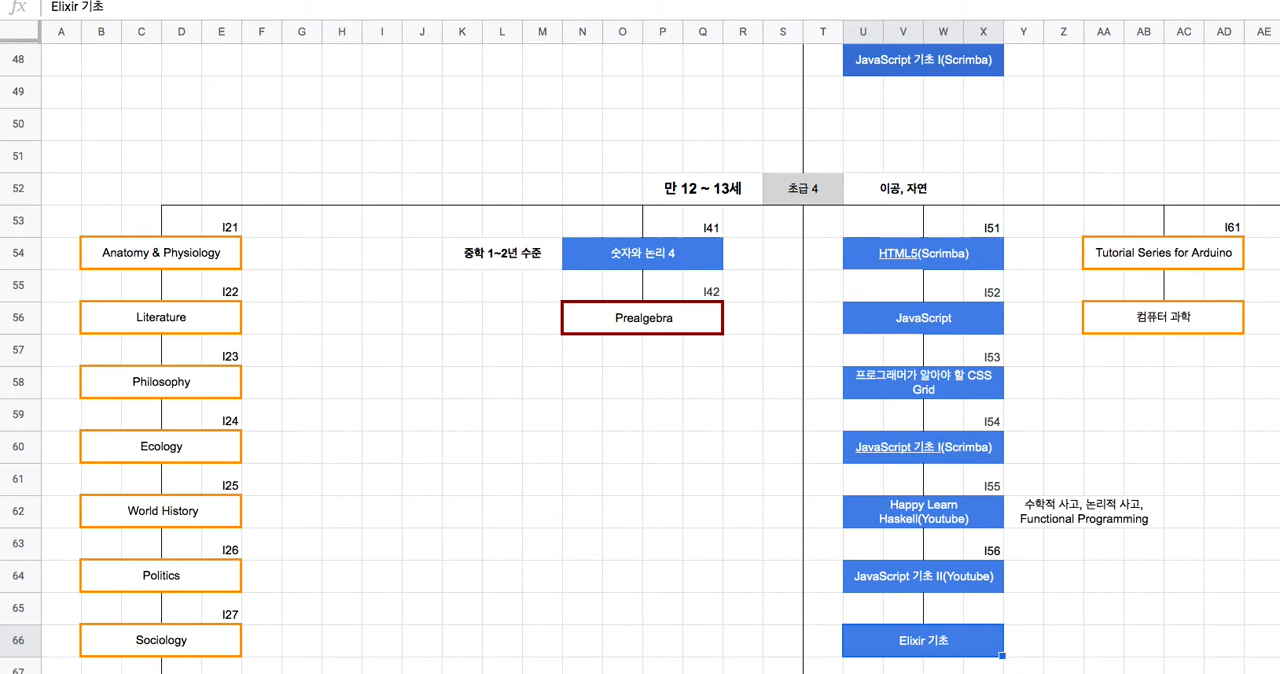 fx Elixir 기초
A B C D E F G H I J K L M N O P Q R S T U V W X Y Z AA AB AC AD AE
48 JavaScript 기초 I(Scrimba)
49
50
51
52 만 12 ~ 13세 초급 4 이공, 자연
53 I21 I41 I51 I61
54 Anatomy & Physiology 중학 1~2년 수준 숫자와 논리 4 HTML5(Scrimba) Tutorial Series for Arduino
55 I22 I42 I52
56 Literature Prealgebra JavaScript 컴퓨터 과학
57 I23 I53
58 Philosophy 프로그래머가 알아야 할 CSS
Grid
59 I24 I54
60 Ecology JavaScript 기초 I(Scrimba)
61 I25 I55
62 World History Happy Learn 수학적 사고, 논리적 사고,
Haskell(Youtube) Functional Programming
63 I26 I56
64 Politics JavaScript 기초 II(Youtube)
65 I27
66 Sociology Elixir 기초
67